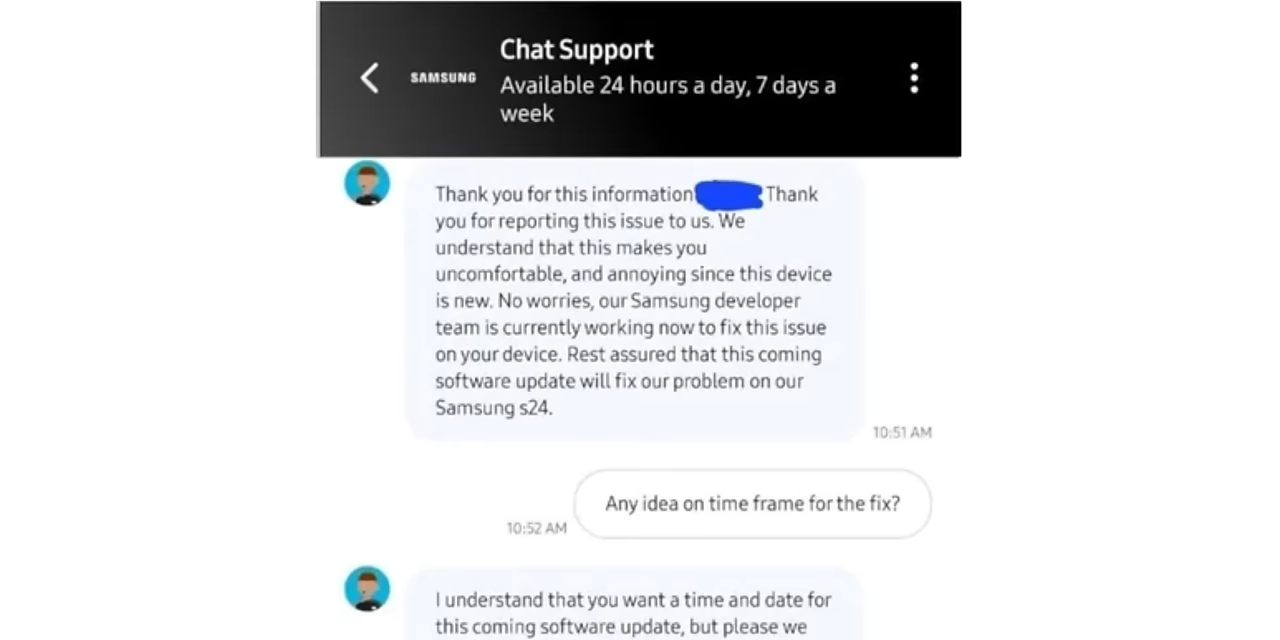 Chat Support
SAMSUNG
Available 24 hours a day, 7 days a
week
Thank you for this information Thank
you for reporting this issue to us. We
understand that this makes you
uncomfortable, and annoying since this device
is new. No worries, our Samsung developer
team is currently working now to fix this issue
on your device. Rest assured that this coming
software update will fix our problem on our
Samsung s24.
10:51 AM
Any idea on time frame for the fix?
10:52 AM
I understand that you want a time and date for
this coming software update, but please we